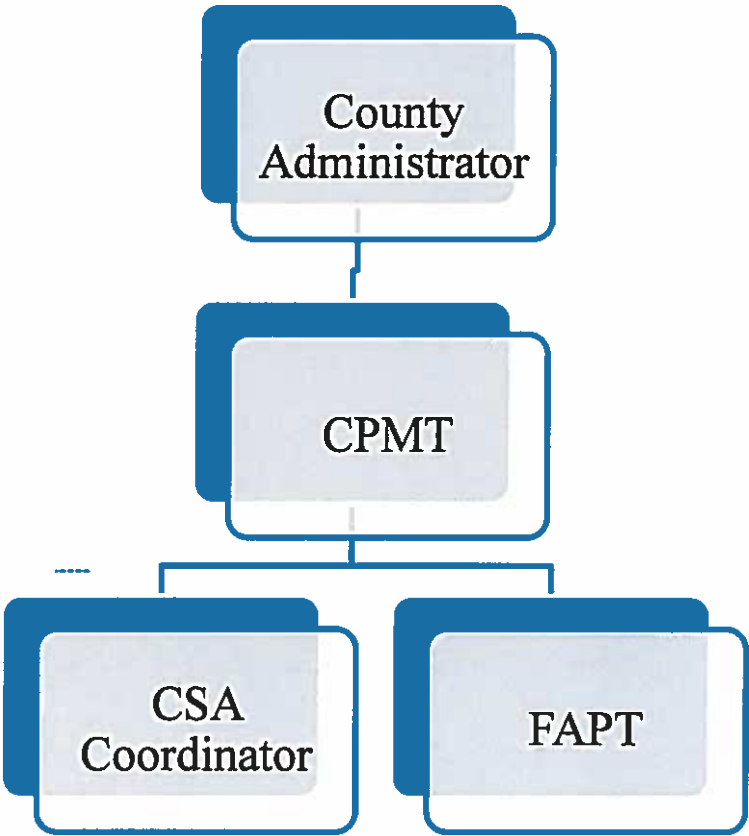 County
Administrator
CPMT
CSA
Coordinator
FAPT